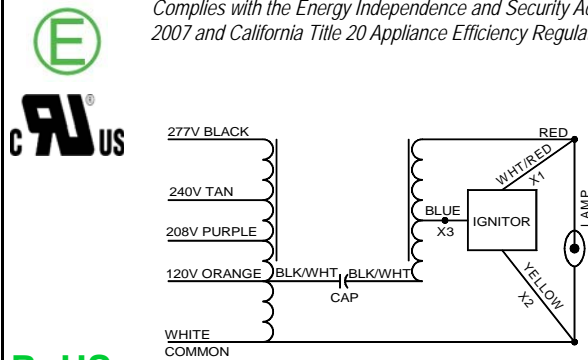 Complies with the Energy Independence and Security
2007 and California Title 20 Appliance Efficiency
E
c RU ® US
277V BLACK
RED
WHT/RED
X1
240V TAN
BLUE
X3
IGNITOR
LAMP
208V PURPLE
120V ORANGE
BLK/WHT
BLK/WHT
CAP
YELLOW
X2
WHITE
COMMON